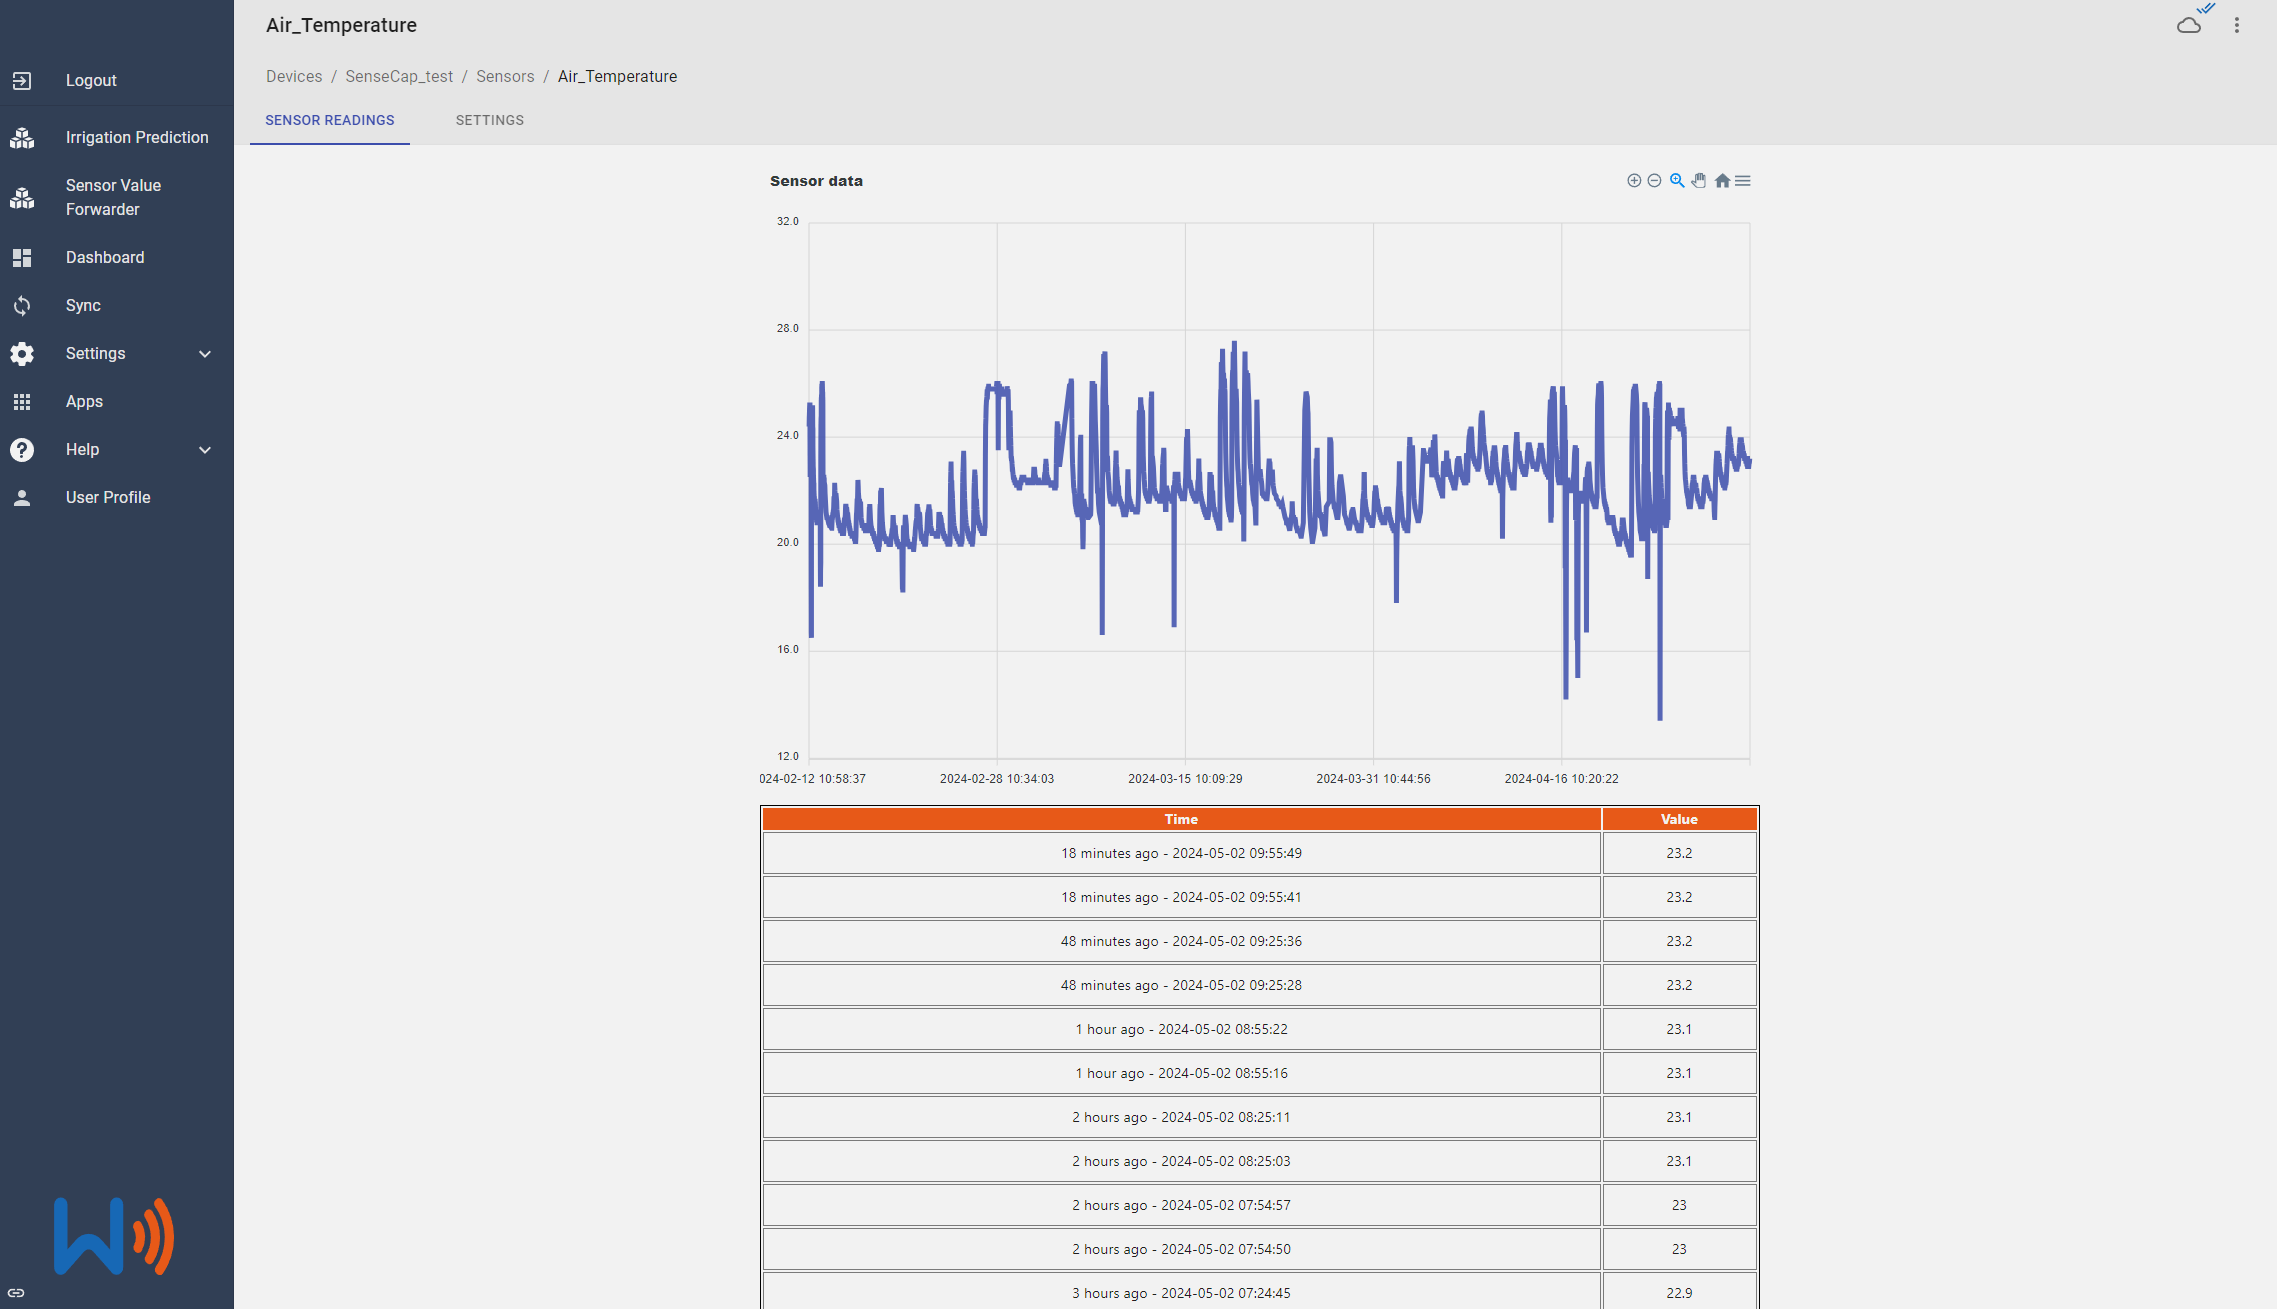 Air_Temperature
Devices / SenseCap_test / Sensors / Air_Temperature
SENSOR READINGS SETTINGS
Logout
Irrigation Prediction
Sensor Value
Forwarder
Dashboard
Sync
Settings
Apps
Help
User Profile
Sensor data
32.0
28.0
24.0
20.0
16.0
12.0
024-02-12 10:58:37 2024-02-28 10:34:03 2024-03-15 10:09:29 2024-03-31 10:44:56 2024-04-16 10:20:22
Time Value
18 minutes ago - 2024-05-02 09:55:49 23.2
18 minutes ago - 2024-05-02 09:55:41 23.2
48 minutes ago - 2024-05-02 09:25:36 23.2
48 minutes ago - 2024-05-02 09:25:28 23.2
1 hour ago - 2024-05-02 08:55:22 23.1
1 hour ago - 2024-05-02 08:55:16 23.1
2 hours ago - 2024-05-02 08:25:11 23.1
2 hours ago - 2024-05-02 08:25:03 23.1
2 hours ago - 2024-05-02 07:54:57 23
2 hours ago - 2024-05-02 07:54:50 23
3 hours ago - 2024-05-02 07:24:45 22.9
W